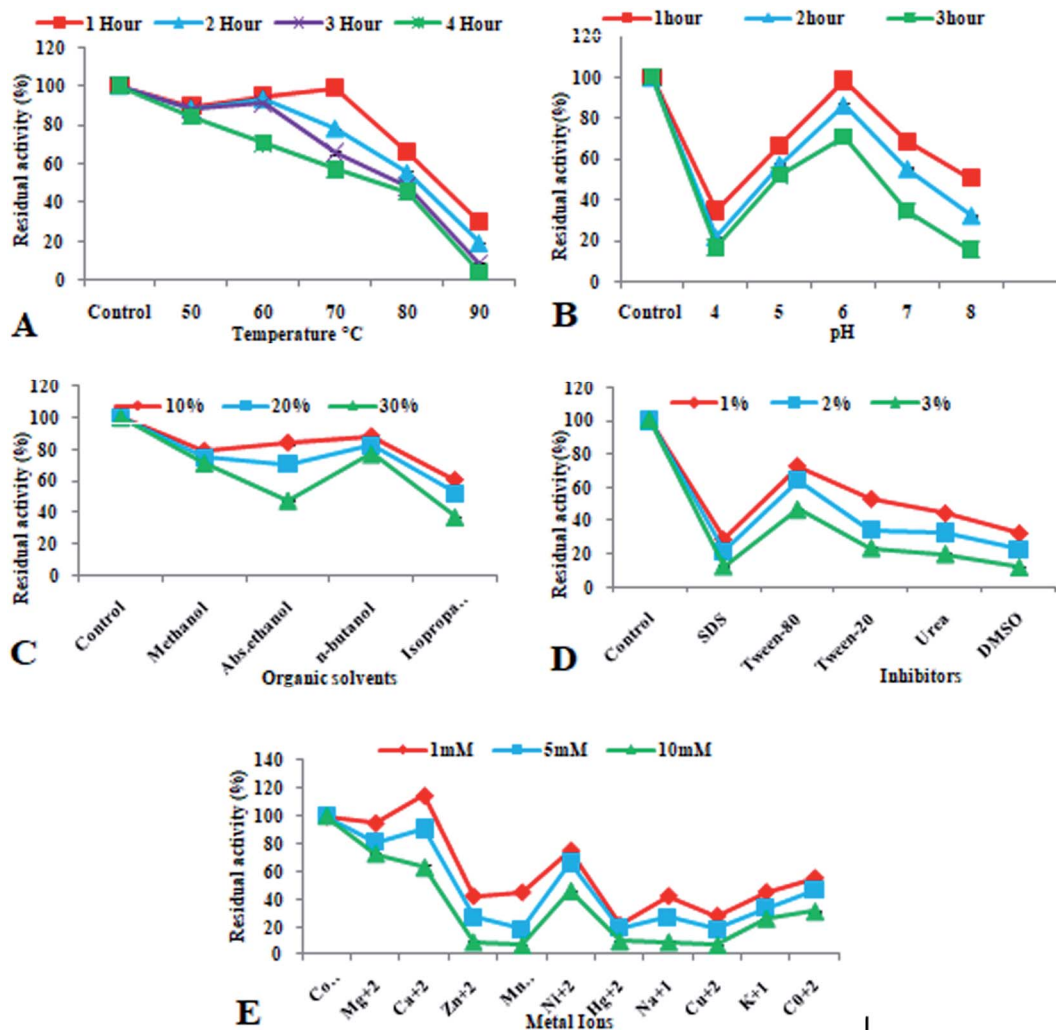 1 Hour 2 Hour 3 Hour 4 Hour
Residual activity (%)
120
100
80
60
40
20
0
Control 50 60 70 80 90
Temperature °C
A
1hour 2hour 3hour
Residual activity(%)
120
100
80
60
40
20
0
Control 4 5 6 7 8
pH
B
10% 20% 30%
Residual activity (%)
120
100
80
60
40
20
0
Control Methanol Abs.ethanol n-butanol Isopropa..
Organic solvents
C
1% 2% 3%
Residual activity (%)
120
100
80
60
40
20
0
Control SDS Tween-80 Tween-20 Urea DMSO
Inhibitors
D
1mM 5mM 10mM
Residual activity (%)
140
120
100
80
60
40
20
0
Co.. Mg+2 Ca+2 Zn+2 Mn.. Ni+2 Hg+2 Na+1 Cu+2 K+1 C0+2
Metal Ions
E